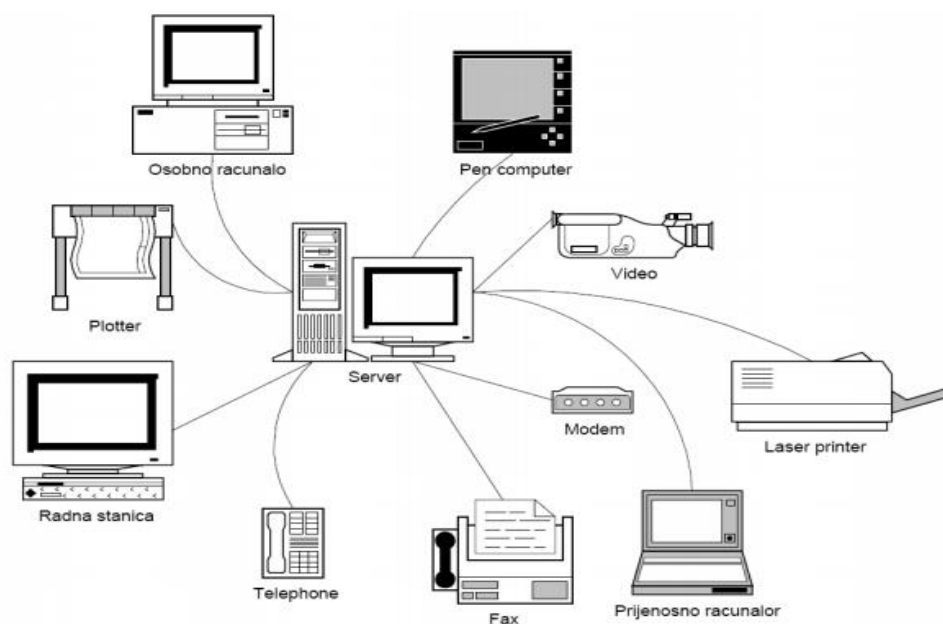 Osobno racunalo
Pen computer
Video
Plotter
Server
Modem
Laser printer
Radna stanica
Telephone
Fax
Prijenosno racunalor